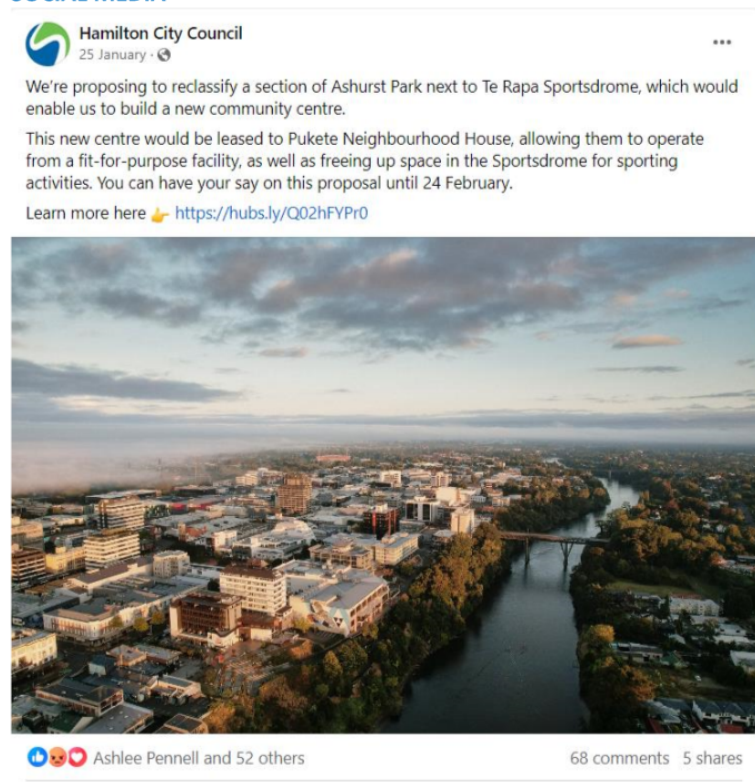 SOCIAL MEDIA
Hamilton City Council
25 January ·
We're proposing to reclassify a section of Ashurst Park next to Te Rapa Sportsdrome, which would
enable us to build a new community centre.
This new centre would be leased to Pukete Neighbourhood House, allowing them to operate
from a fit-for-purpose facility, as well as freeing up space in the Sportsdrome for sporting
activities. You can have your say on this proposal until 24 February.
Learn more here 👉 https://hubs.ly/Q02hFYPr0
Ashlee Pennell and 52 others
68 comments 5 shares